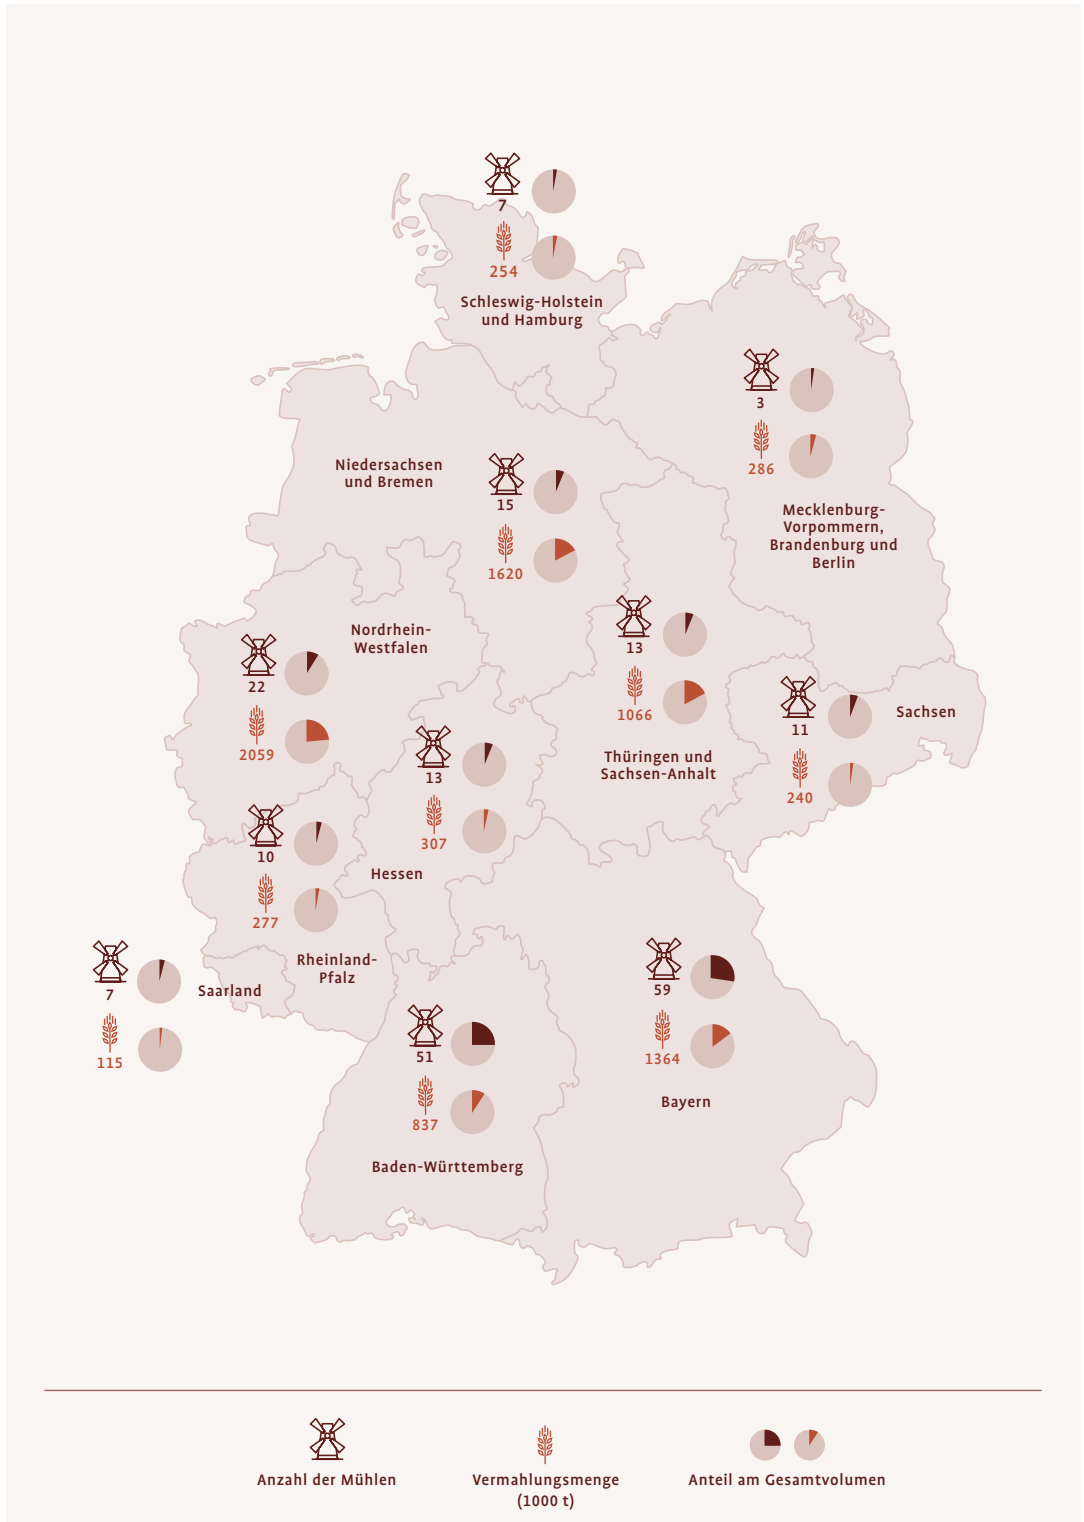 7
254
Schleswig-Holstein
und Hamburg
3
286
Mecklenburg-
Vorpommern,
Brandenburg und
Berlin
Niedersachsen
und Bremen
15
1620
Nordrhein-
Westfalen
22
2059
13
1066
Thüringen und
Sachsen-Anhalt
11
240
Sachsen
13
307
Hessen
10
277
Rheinland-
Pfalz
7
115
Saarland
51
837
Baden-Württemberg
59
1364
Bayern
Anzahl der Mühlen
Vermahlungsmenge
(1000 t)
Anteil am Gesamtvolumen